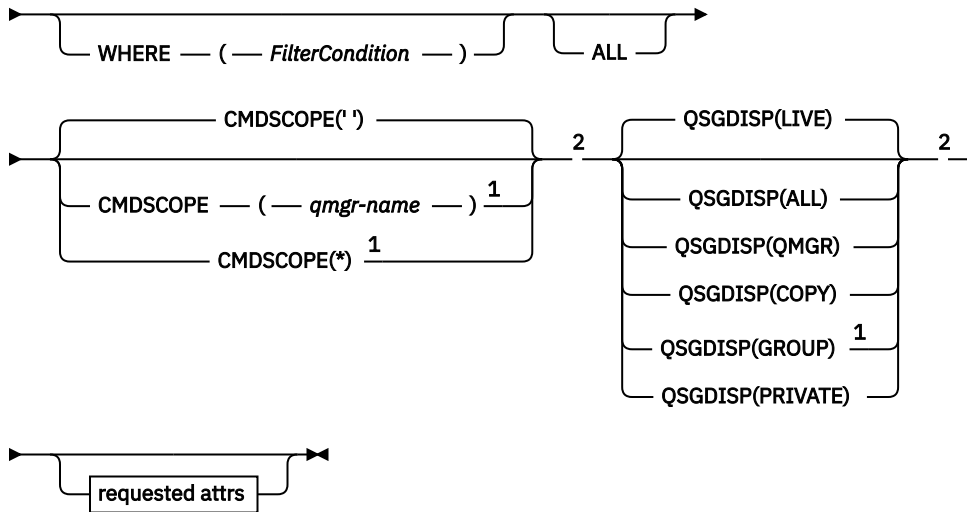 WHERE ( FilterCondition )
ALL
CMDSCOPE(' ')
CMDSCOPE ( qmgr-name ) 1
CMDSCOPE(*) 1
2
QSGDISP(LIVE)
QSGDISP(ALL)
QSGDISP(QMGR)
QSGDISP(COPY)
QSGDISP(GROUP) 1
QSGDISP(PRIVATE)
2
requested attrs